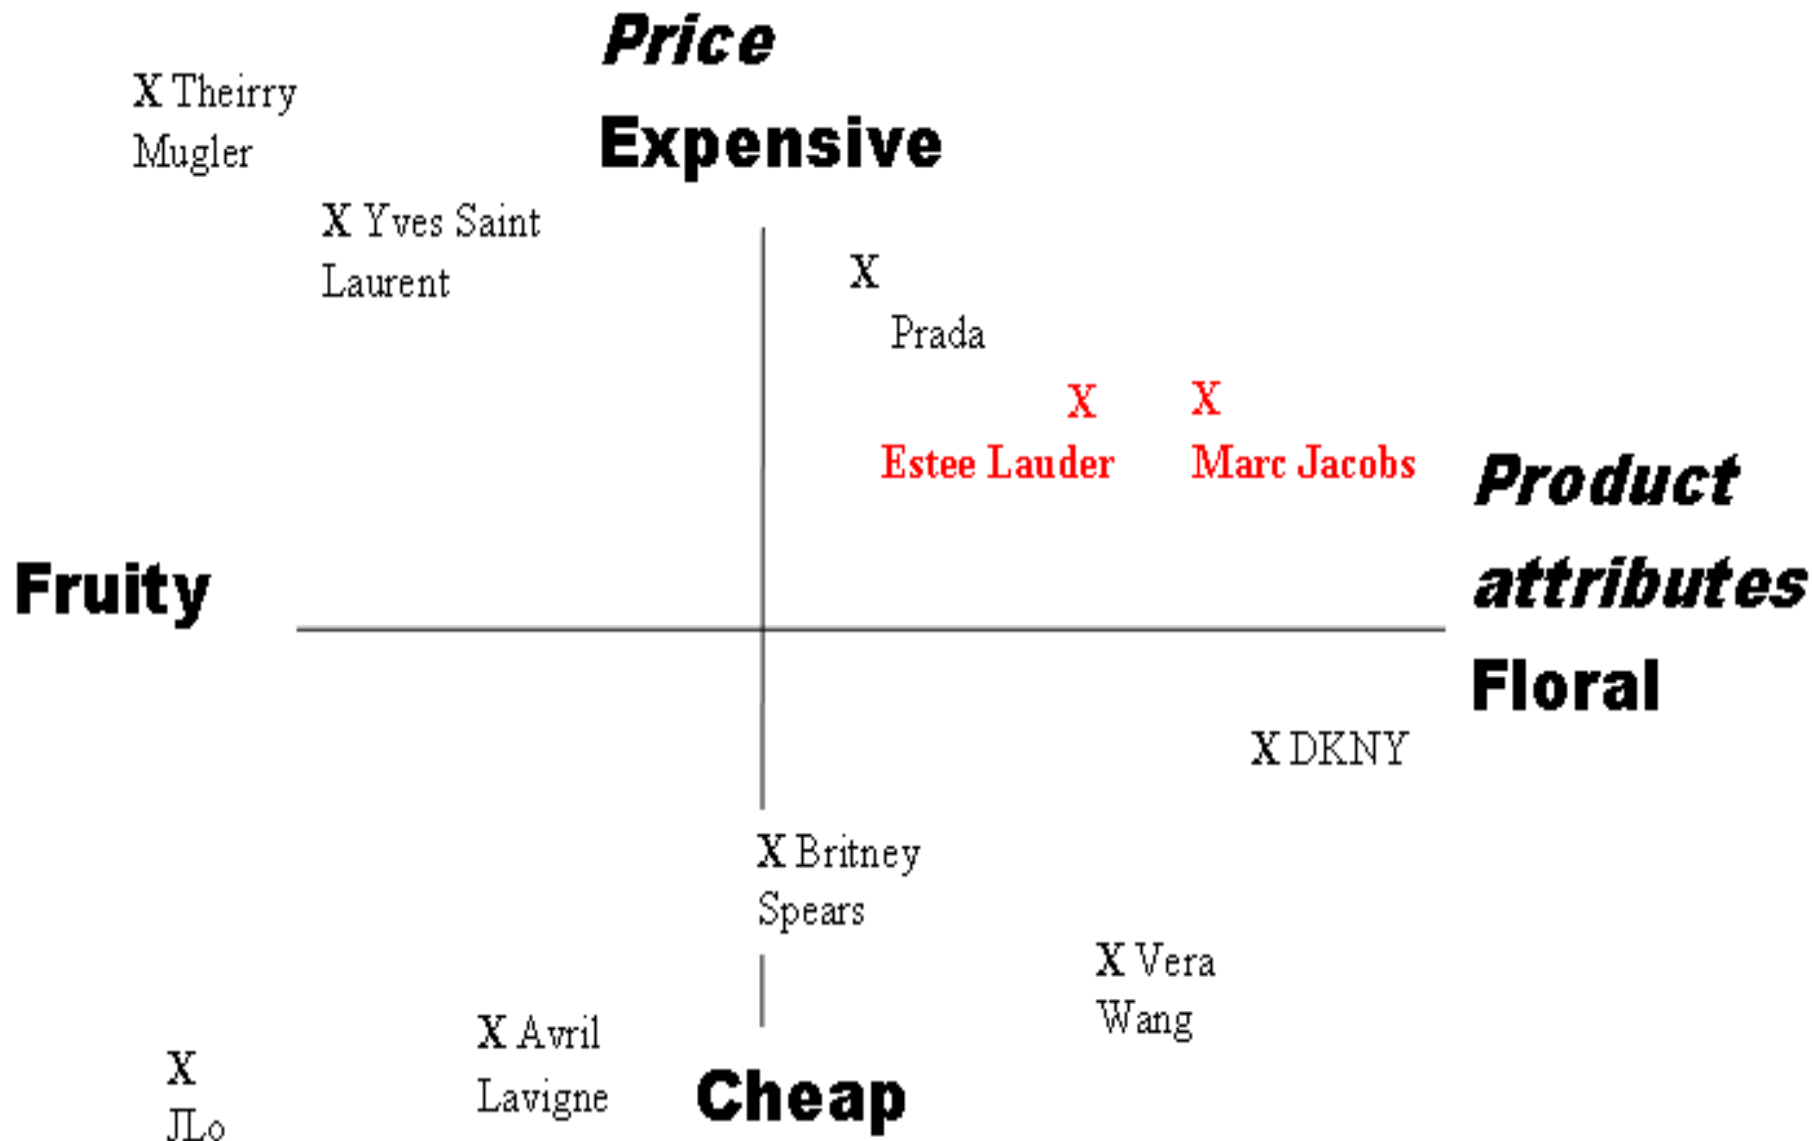 Price
Expensive
X Theirry
Mugler
X Yves Saint
Laurent
X
Prada
X
Estee Lauder
X
Marc Jacobs
Product
attributes
Fruity
Floral
X DKNY
X Britney
Spears
X Vera
Wang
X Avril
Lavigne
X
JLo
Cheap